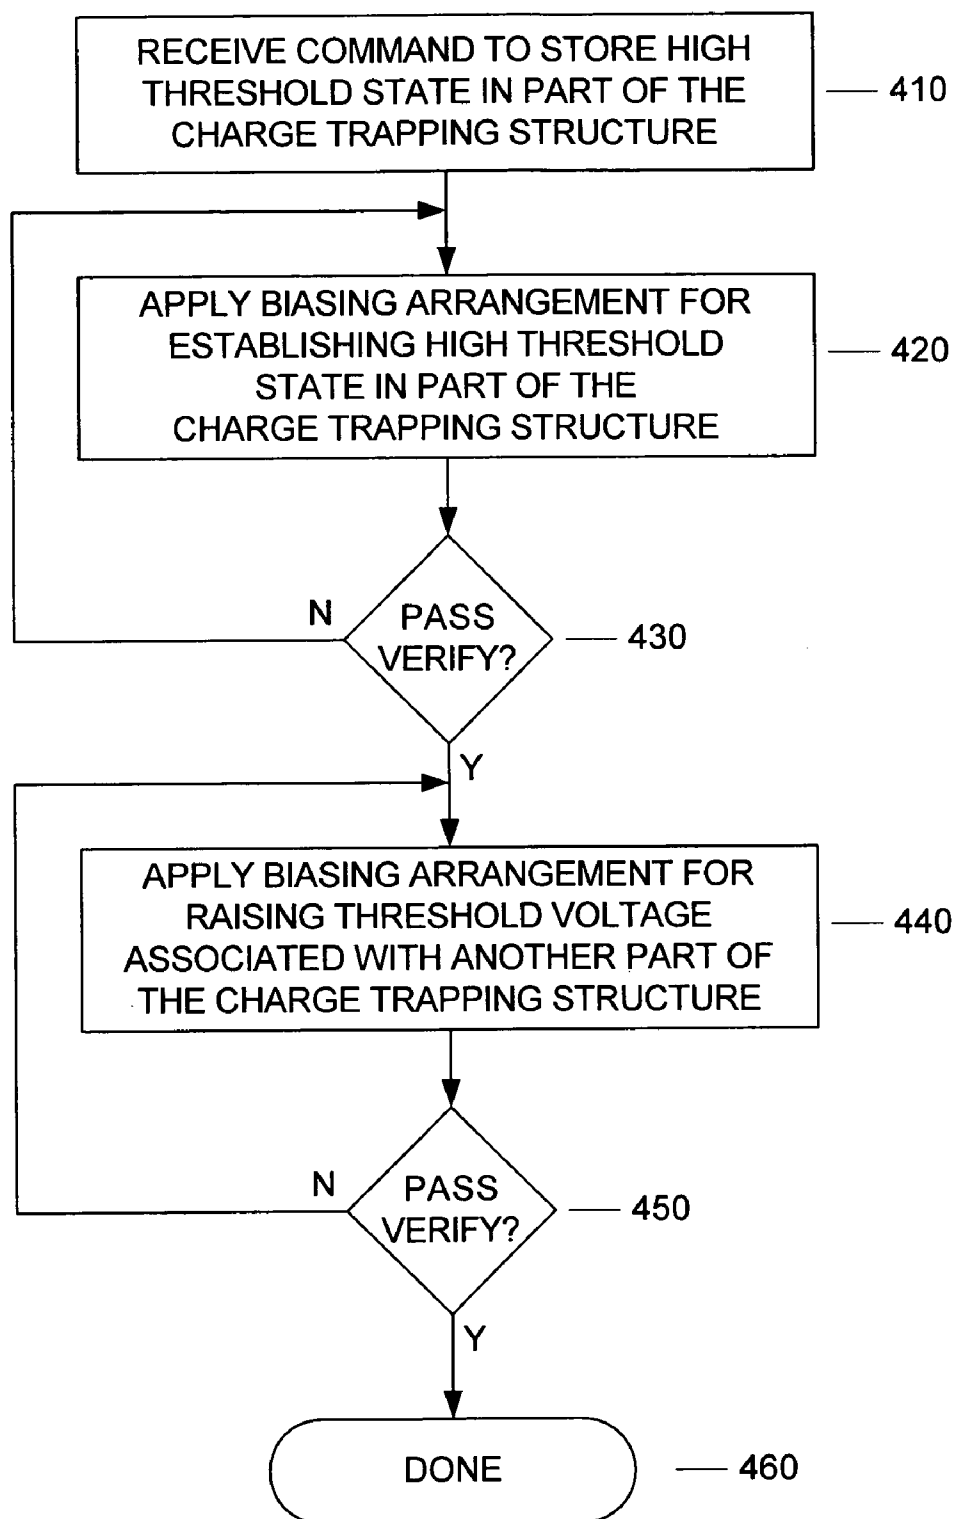 RECEIVE COMMAND TO STORE HIGH
THRESHOLD STATE IN PART OF THE
CHARGE TRAPPING STRUCTURE
410
APPLY BIASING ARRANGEMENT FOR
ESTABLISHING HIGH THRESHOLD
STATE IN PART OF THE
CHARGE TRAPPING STRUCTURE
420
N
PASS
VERIFY?
430
Y
APPLY BIASING ARRANGEMENT FOR
RAISING THRESHOLD VOLTAGE
ASSOCIATED WITH ANOTHER PART OF
THE CHARGE TRAPPING STRUCTURE
440
N
PASS
VERIFY?
450
Y
DONE
460